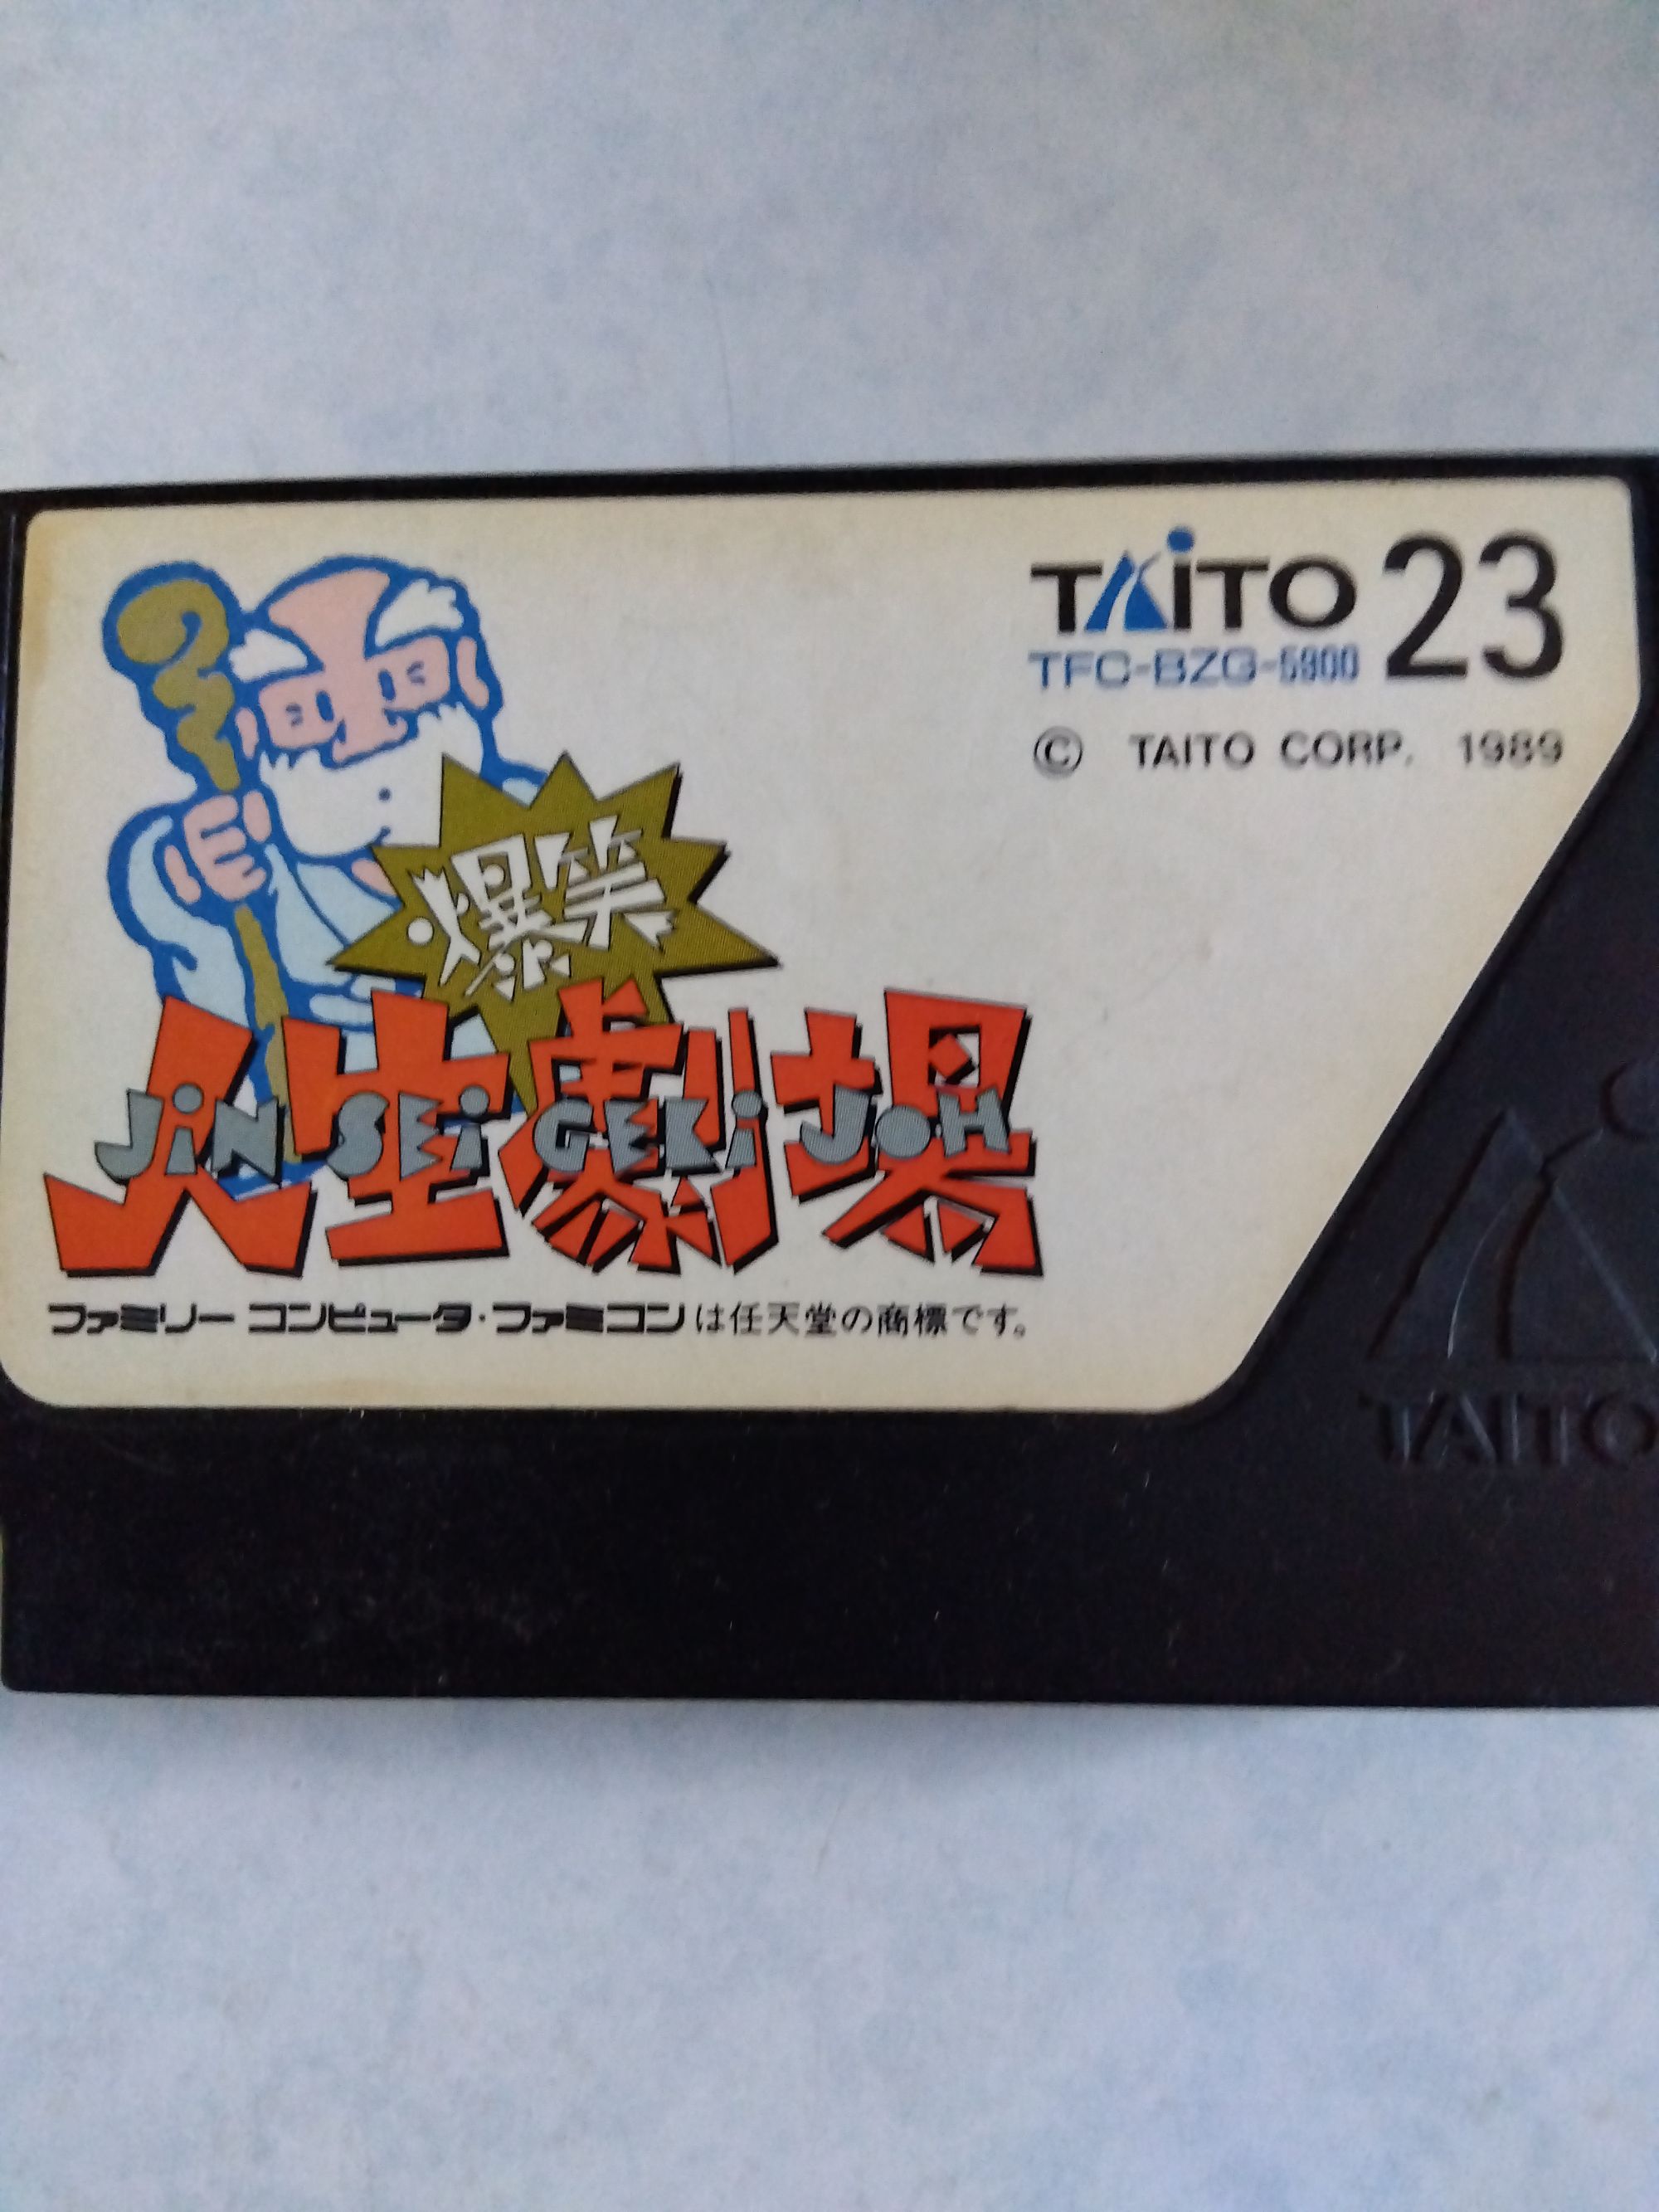 TAITO 23
TFC-BZG-5900
© TAITO CORP. 1989
爆笑
人生劇場
JiN SEi GEKi JOH
ファミリー コンピュータ・ファミコンは任天堂の商標です。
TAITO